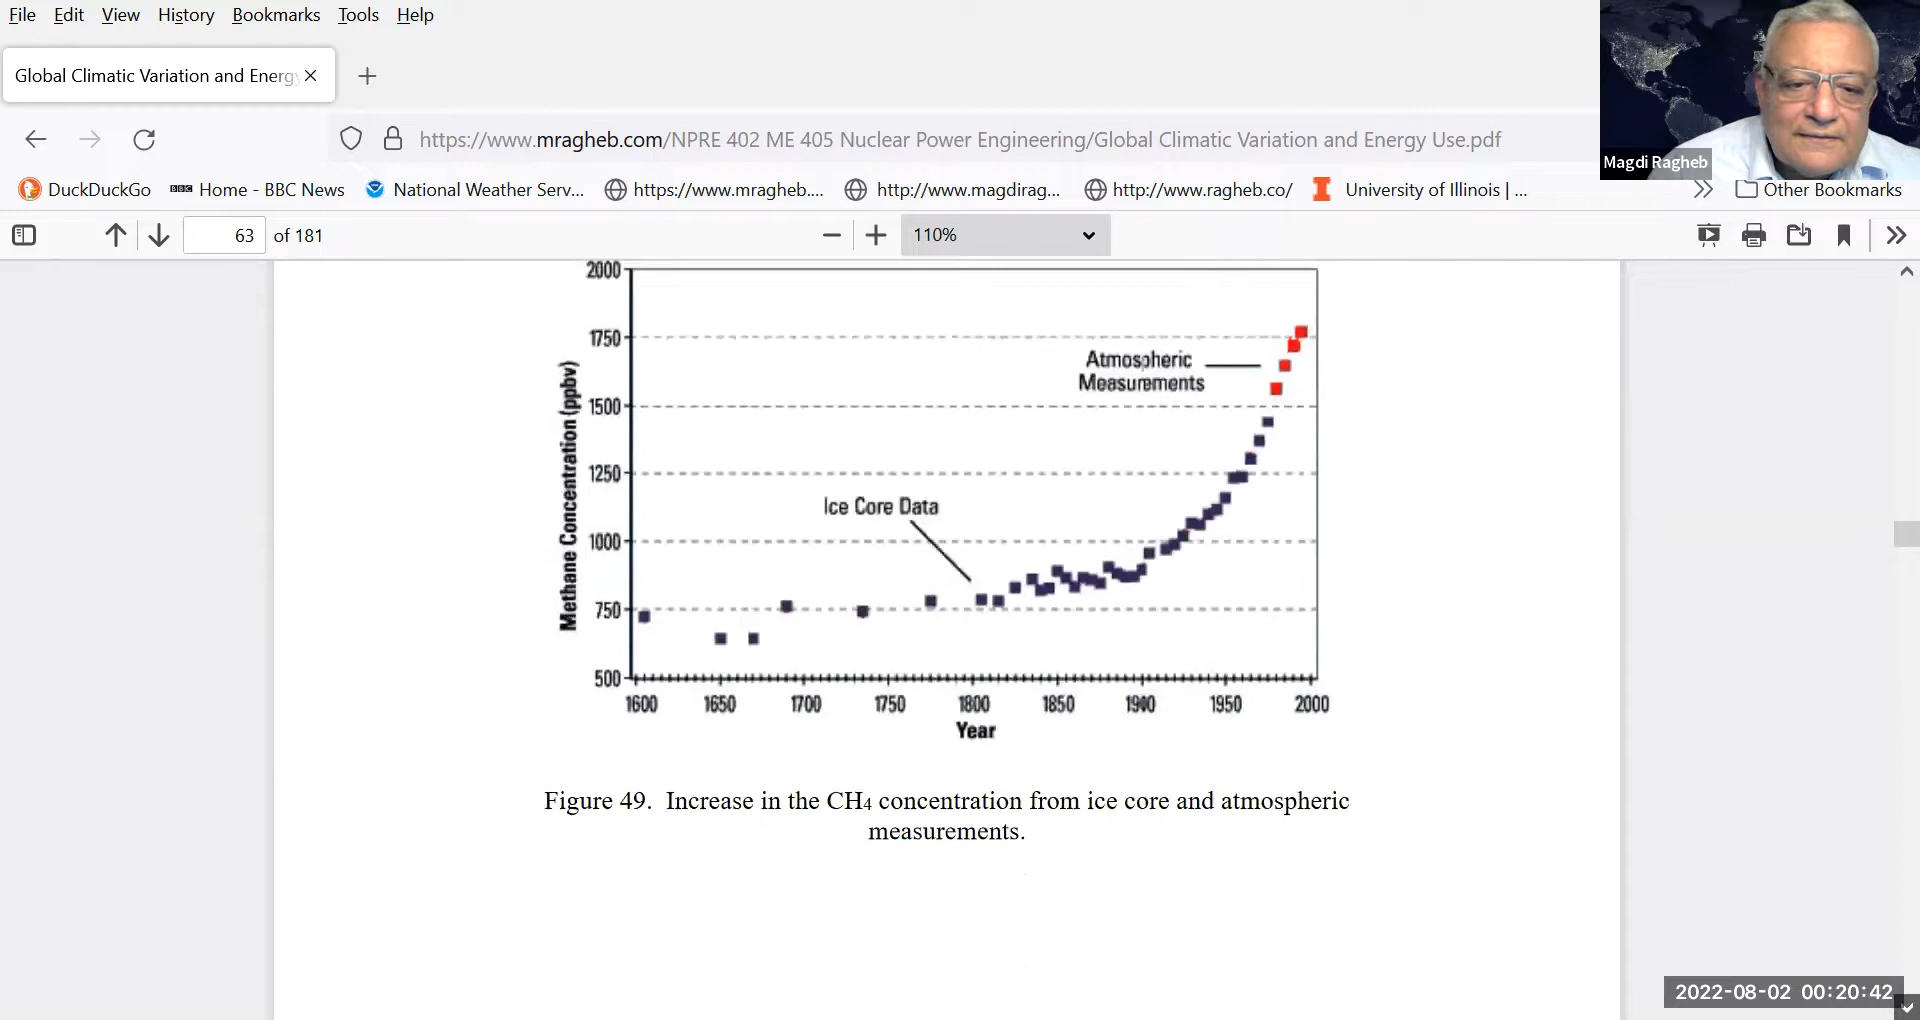 File Edit View History Bookmarks Tools Help
Global Climatic Variation and Energy
https://www.mragheb.com/NPRE 402 ME 405 Nuclear Power Engineering/Global Climatic Variation and Energy Use.pdf
Magdi Ragheb
DuckDuckGo BBC Home - BBC News National Weather Serv... https://www.mragheb.... http://www.magdirag... http://www.ragheb.co/ University of Illinois | ... Other Bookmarks
63 of 181 110%
2000
1750
1500
1250
1000
750
500
Methane Concentration (ppbv)
Atmospheric
Measurements
Ice Core Data
1600 1650 1700 1750 1800 1850 1900 1950 2000
Year
Figure 49. Increase in the CH4 concentration from ice core and atmospheric
measurements.
2022-08-02 00:20:42